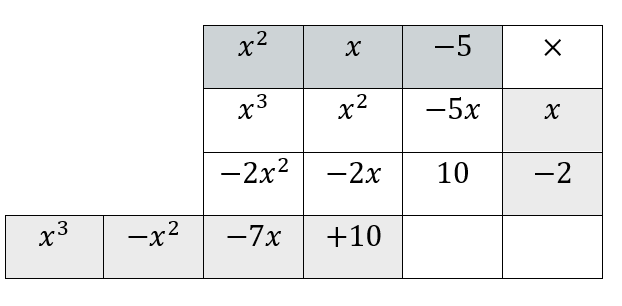 x² x −5 ×
x³ x² −5x x
−2x² −2x 10 −2
x³ −x² −7x +10